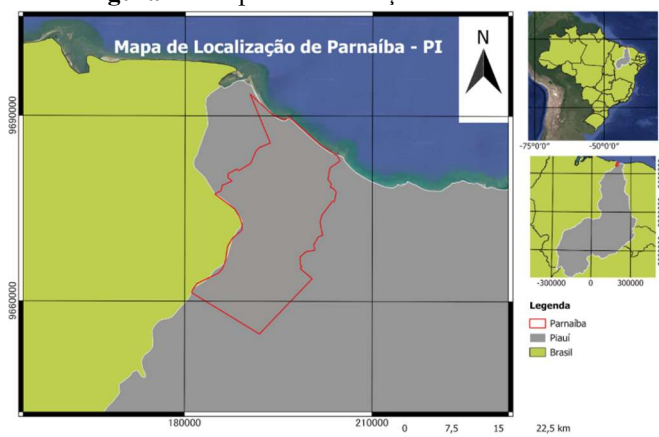 Mapa de Localização de Parnaíba - PI
N
9690000
9660000
180000
210000
0 7,5 15 22,5 km
-75°0'0"
-50°0'0"
-300000
0
300000
Legenda
Parnaíba
Piauí
Brasil